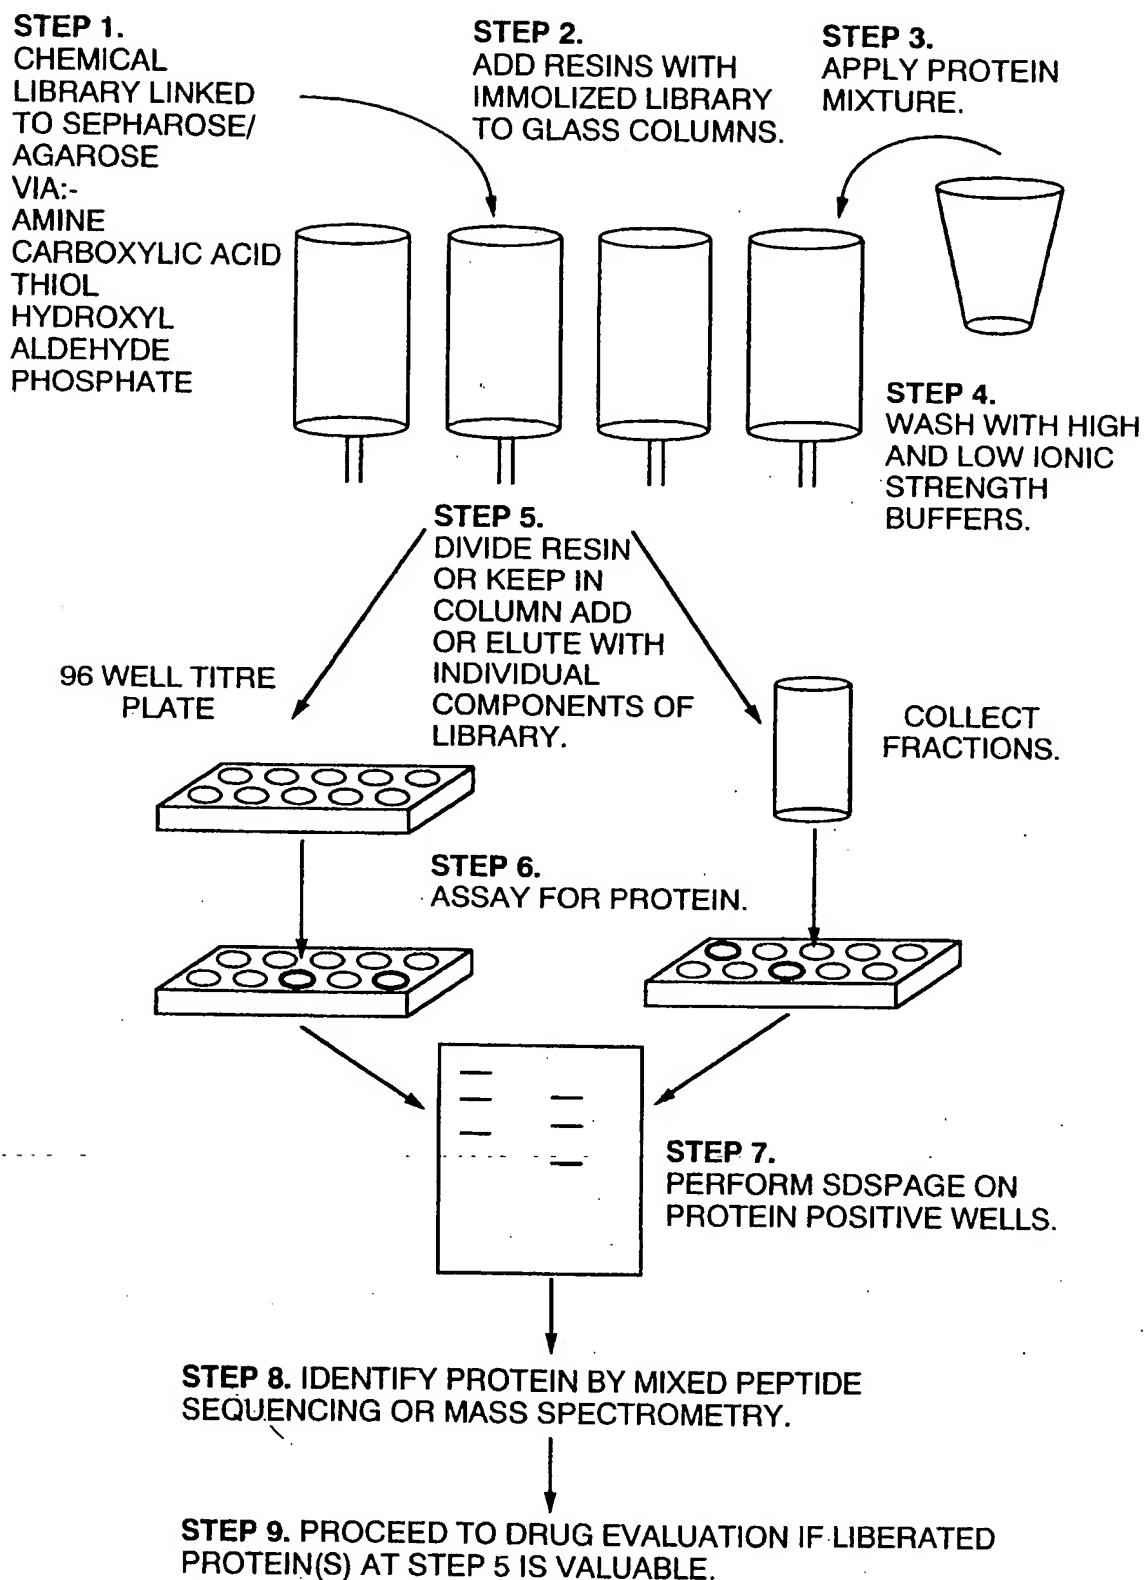 STEP 1.
CHEMICAL
LIBRARY LINKED
TO SEPHAROSE/
AGAROSE
VIA:-
AMINE
CARBOXYLIC ACID
THIOL
HYDROXYL
ALDEHYDE
PHOSPHATE
STEP 2.
ADD RESINS WITH
IMMOLIZED LIBRARY
TO GLASS COLUMNS.
STEP 3.
APPLY PROTEIN
MIXTURE.
STEP 4.
WASH WITH HIGH
AND LOW IONIC
STRENGTH
BUFFERS.
STEP 5.
DIVIDE RESIN
OR KEEP IN
COLUMN ADD
OR ELUTE WITH
INDIVIDUAL
COMPONENTS OF
LIBRARY.
96 WELL TITRE
PLATE
COLLECT
FRACTIONS.
STEP 6.
ASSAY FOR PROTEIN.
STEP 7.
PERFORM SDSPAGE ON
PROTEIN POSITIVE WELLS.
STEP 8. IDENTIFY PROTEIN BY MIXED PEPTIDE
SEQUENCING OR MASS SPECTROMETRY.
STEP 9. PROCEED TO DRUG EVALUATION IF LIBERATED
PROTEIN(S) AT STEP 5 IS VALUABLE.